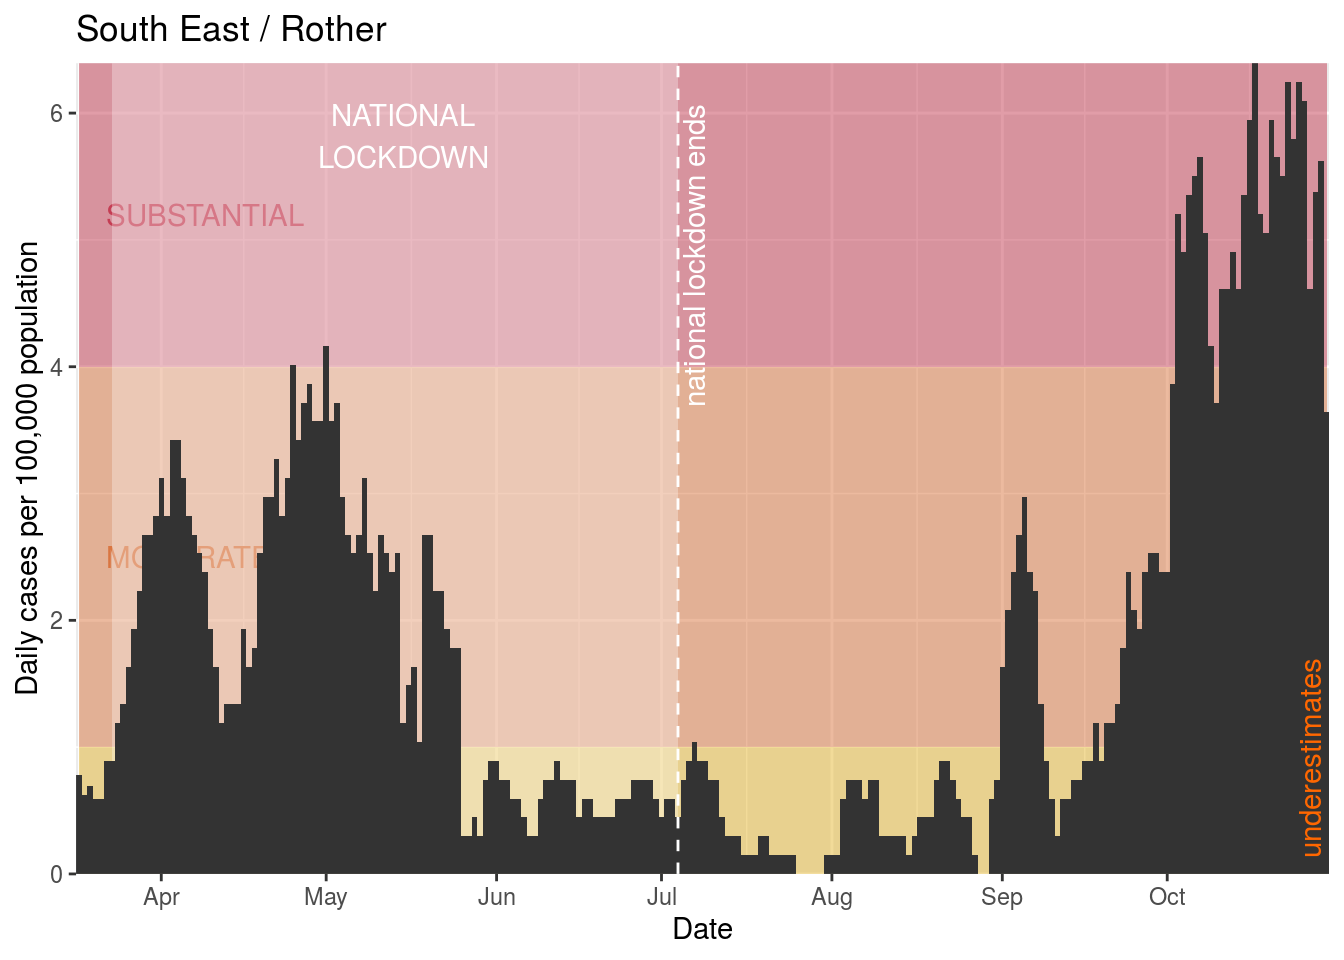 South East / Rother
NATIONAL
LOCKDOWN
SUBSTANTIAL
MODERATE
national lockdown ends
underestimates
Daily cases per 100,000 population
6
4
2
0
Apr
May
Jun
Jul
Aug
Sep
Oct
Date